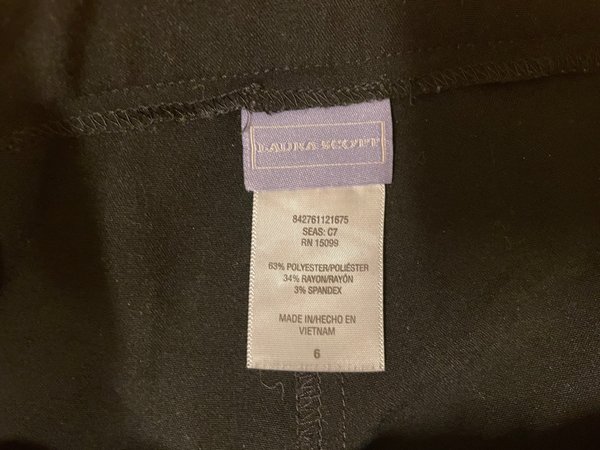 LAURA SCOTT
842761121675
SEAS: C7
RN 15099
63% POLYESTER/POLIÉSTER
34% RAYON/RAYÓN
3% SPANDEX
MADE IN/HECHO EN
VIETNAM
6